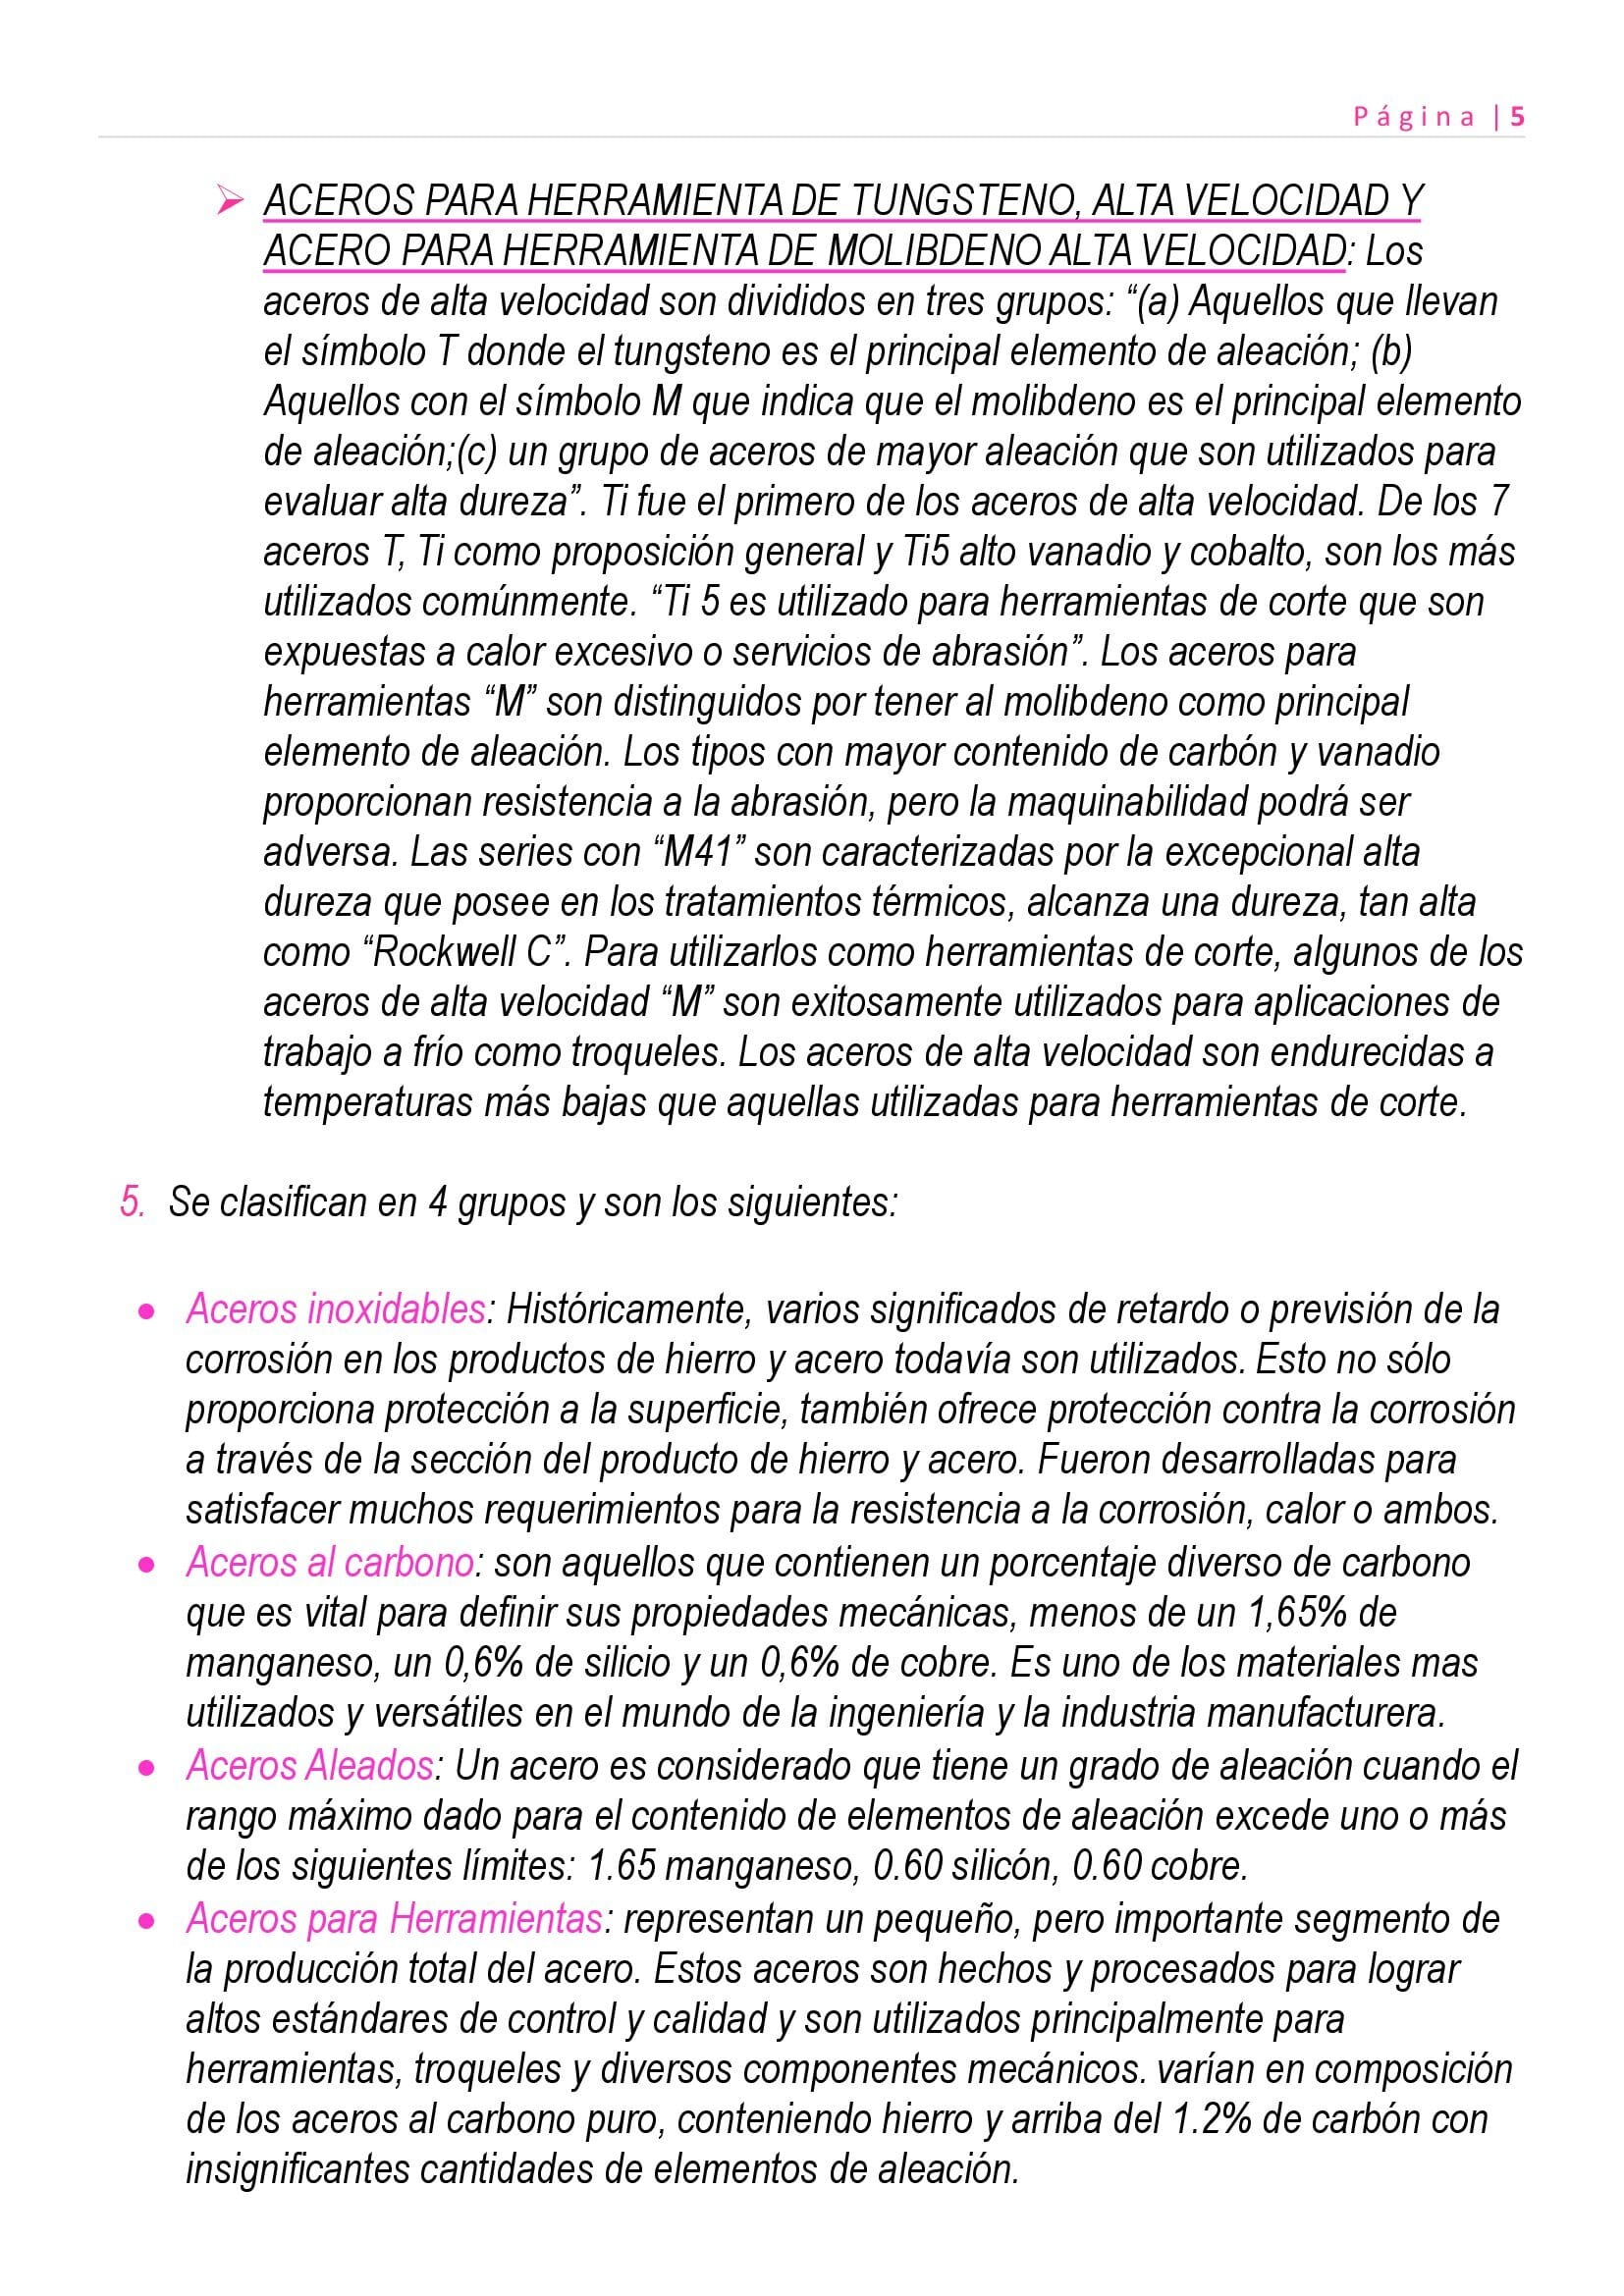 Página | 5
➢ ACEROS PARA HERRAMIENTA DE TUNGSTENO, ALTA VELOCIDAD Y
ACERO PARA HERRAMIENTA DE MOLIBDENO ALTA VELOCIDAD: Los
aceros de alta velocidad son divididos en tres grupos: “(a) Aquellos que llevan
el símbolo T donde el tungsteno es el principal elemento de aleación; (b)
Aquellos con el símbolo M que indica que el molibdeno es el principal elemento
de aleación;(c) un grupo de aceros de mayor aleación que son utilizados para
evaluar alta dureza”. Ti fue el primero de los aceros de alta velocidad. De los 7
aceros T, Ti como proposición general y Ti5 alto vanadio y cobalto, son los más
utilizados comúnmente. “Ti 5 es utilizado para herramientas de corte que son
expuestas a calor excesivo o servicios de abrasión”. Los aceros para
herramientas “M” son distinguidos por tener al molibdeno como principal
elemento de aleación. Los tipos con mayor contenido de carbón y vanadio
proporcionan resistencia a la abrasión, pero la maquinabilidad podrá ser
adversa. Las series con “M41” son caracterizadas por la excepcional alta
dureza que posee en los tratamientos térmicos, alcanza una dureza, tan alta
como “Rockwell C”. Para utilizarlos como herramientas de corte, algunos de los
aceros de alta velocidad “M” son exitosamente utilizados para aplicaciones de
trabajo a frío como troqueles. Los aceros de alta velocidad son endurecidas a
temperaturas más bajas que aquellas utilizadas para herramientas de corte.
5. Se clasifican en 4 grupos y son los siguientes:
• Aceros inoxidables: Históricamente, varios significados de retardo o previsión de la
corrosión en los productos de hierro y acero todavía son utilizados. Esto no sólo
proporciona protección a la superficie, también ofrece protección contra la corrosión
a través de la sección del producto de hierro y acero. Fueron desarrolladas para
satisfacer muchos requerimientos para la resistencia a la corrosión, calor o ambos.
• Aceros al carbono: son aquellos que contienen un porcentaje diverso de carbono
que es vital para definir sus propiedades mecánicas, menos de un 1,65% de
manganeso, un 0,6% de silicio y un 0,6% de cobre. Es uno de los materiales mas
utilizados y versátiles en el mundo de la ingeniería y la industria manufacturera.
• Aceros Aleados: Un acero es considerado que tiene un grado de aleación cuando el
rango máximo dado para el contenido de elementos de aleación excede uno o más
de los siguientes límites: 1.65 manganeso, 0.60 silicón, 0.60 cobre.
• Aceros para Herramientas: representan un pequeño, pero importante segmento de
la producción total del acero. Estos aceros son hechos y procesados para lograr
altos estándares de control y calidad y son utilizados principalmente para
herramientas, troqueles y diversos componentes mecánicos. varían en composición
de los aceros al carbono puro, conteniendo hierro y arriba del 1.2% de carbón con
insignificantes cantidades de elementos de aleación.